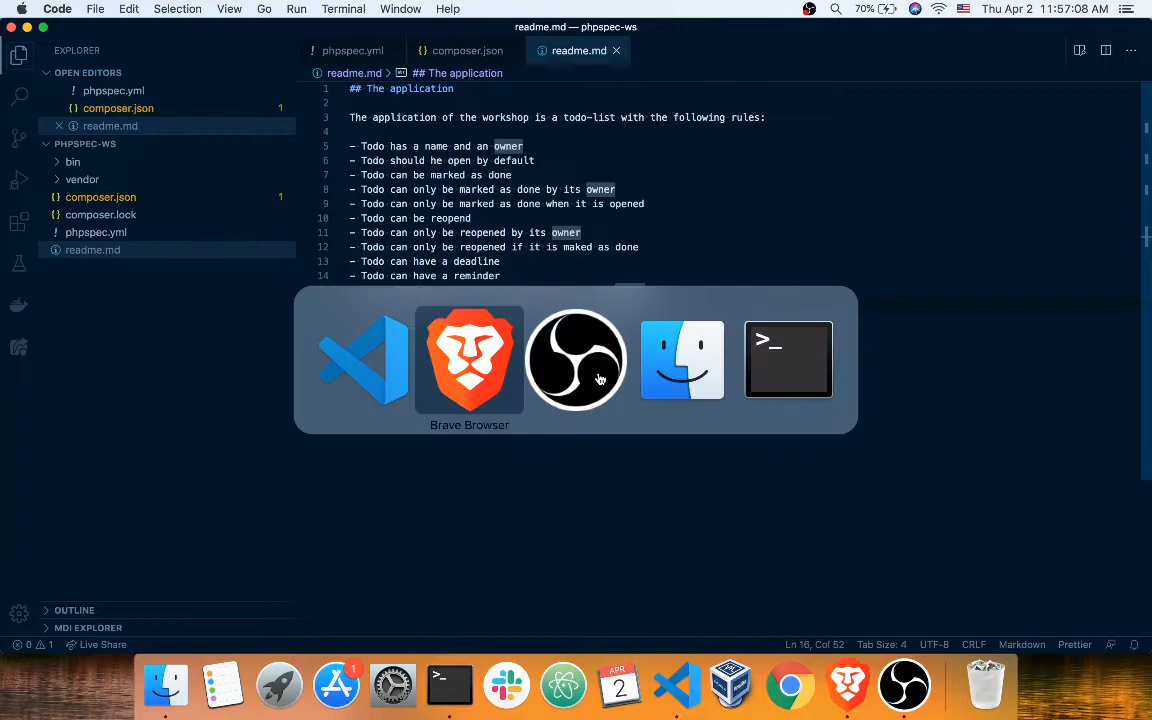 Code File Edit Selection View Go Run Terminal Window Help 70% Thu Apr 2 11:57:08 AM
readme.md — phpspec-ws
EXPLORER
phpspec.yml composer.json readme.md
OPEN EDITORS
phpspec.yml
composer.json 1
readme.md
PHPSPEC-WS
bin
vendor
composer.json 1
composer.lock
phpspec.yml
readme.md
OUTLINE
MDI EXPLORER
readme.md > ## The application
1 ## The application
2
3 The application of the workshop is a todo-list with the following rules:
4
5 - Todo has a name and an owner
6 - Todo should he open by default
7 - Todo can be marked as done
8 - Todo can only be marked as done by its owner
9 - Todo can only be marked as done when it is opened
10 - Todo can be reopend
11 - Todo can only be reopened by its owner
12 - Todo can only be reopened if it is maked as done
13 - Todo can have a deadline
14 - Todo can have a reminder
>_
Brave Browser
0 1 Live Share Ln 16, Col 52 Tab Size: 4 UTF-8 CRLF Markdown Prettier
1
>_
APR
2